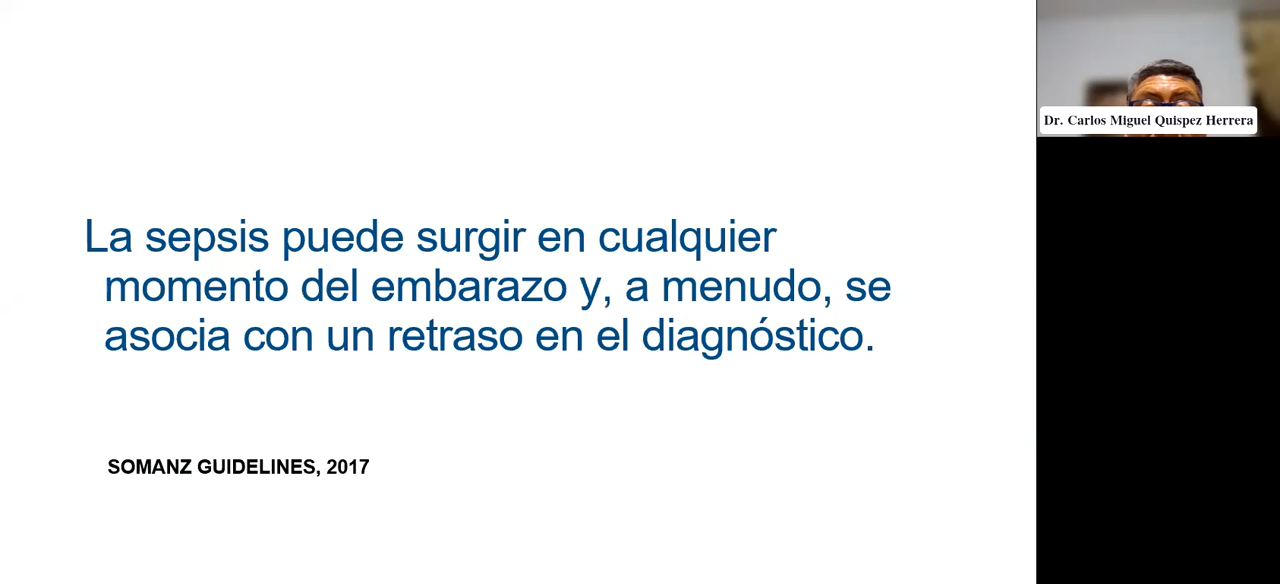 La sepsis puede surgir en cualquier
momento del embarazo y, a menudo, se
asocia con un retraso en el diagnóstico.
SOMANZ GUIDELINES, 2017
Dr. Carlos Miguel Quispez Herrera